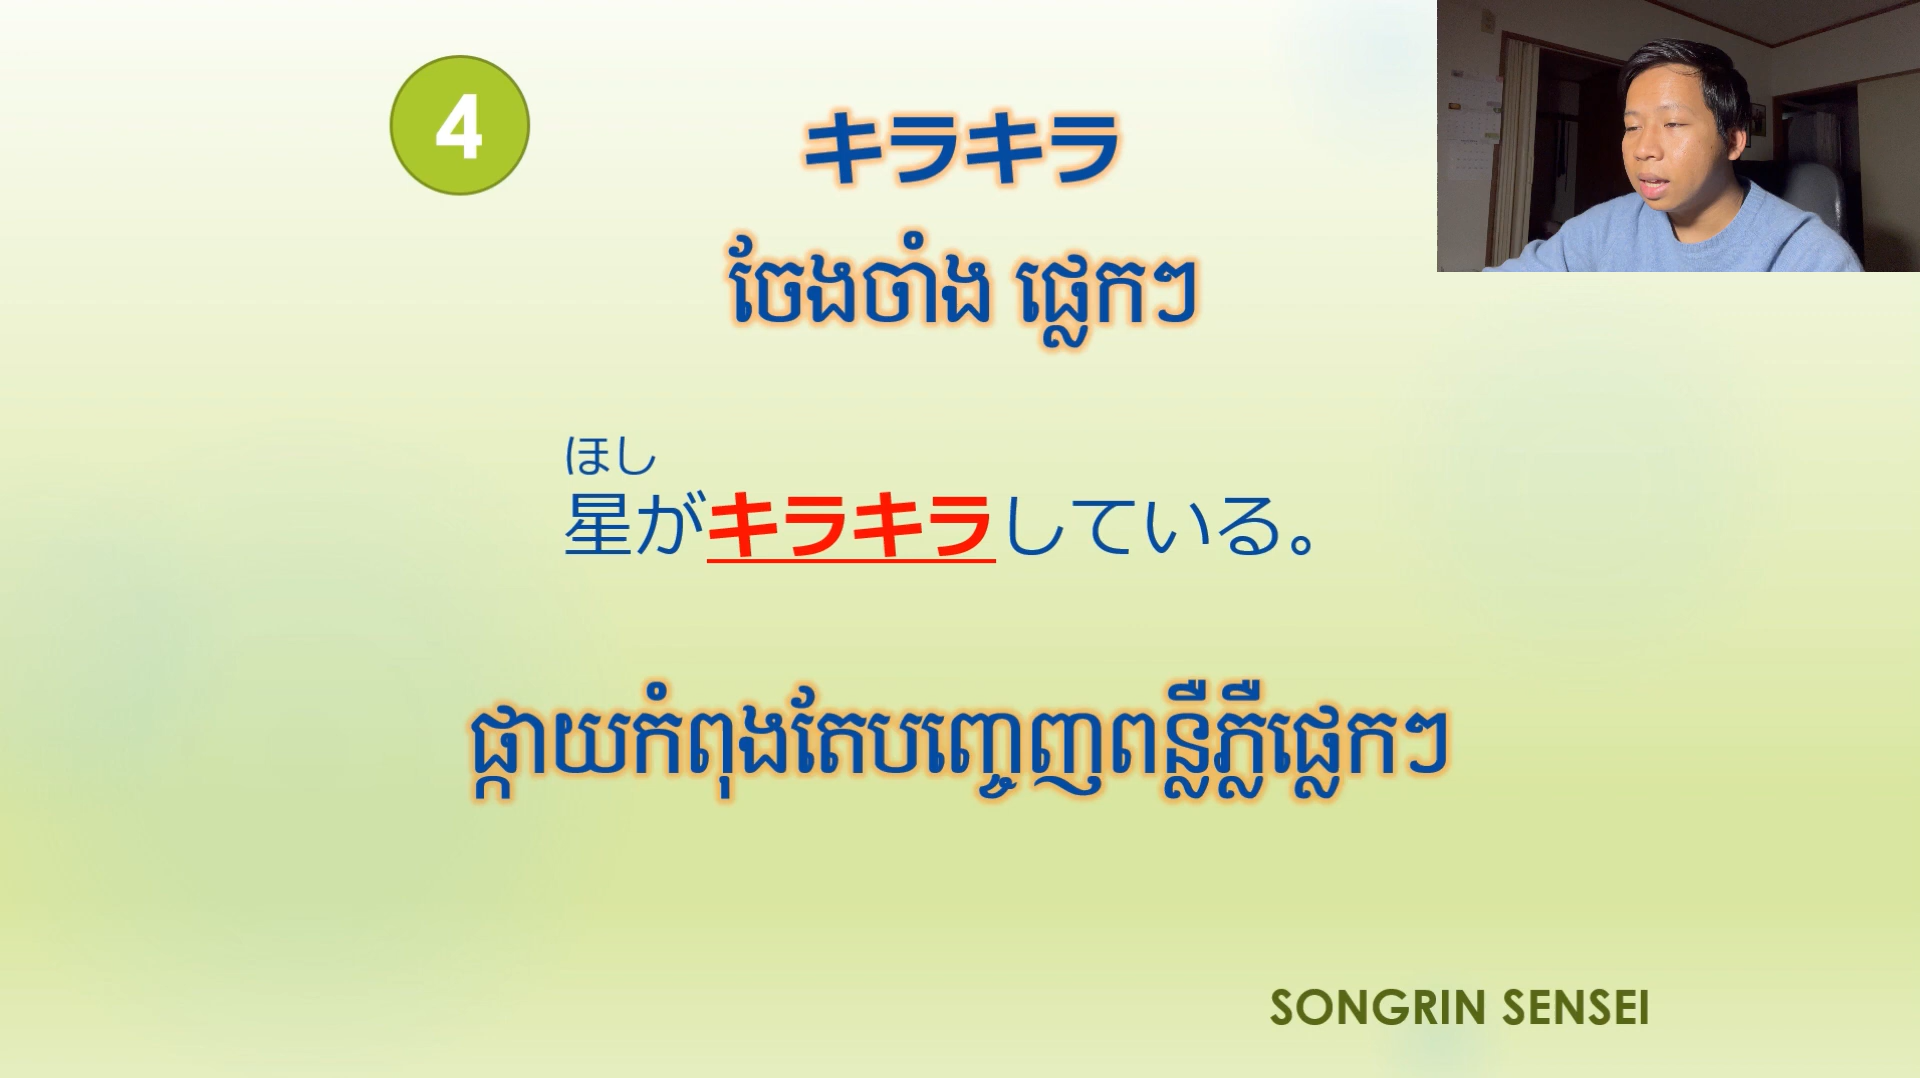 4
キラキラ
ចែងចាំង ផ្លេកៗ
ほし
星がキラキラしている。
ផ្កាយកំពុងតែបញ្ចេញពន្លឺភ្លឺផ្លេកៗ
SONGRIN SENSEI